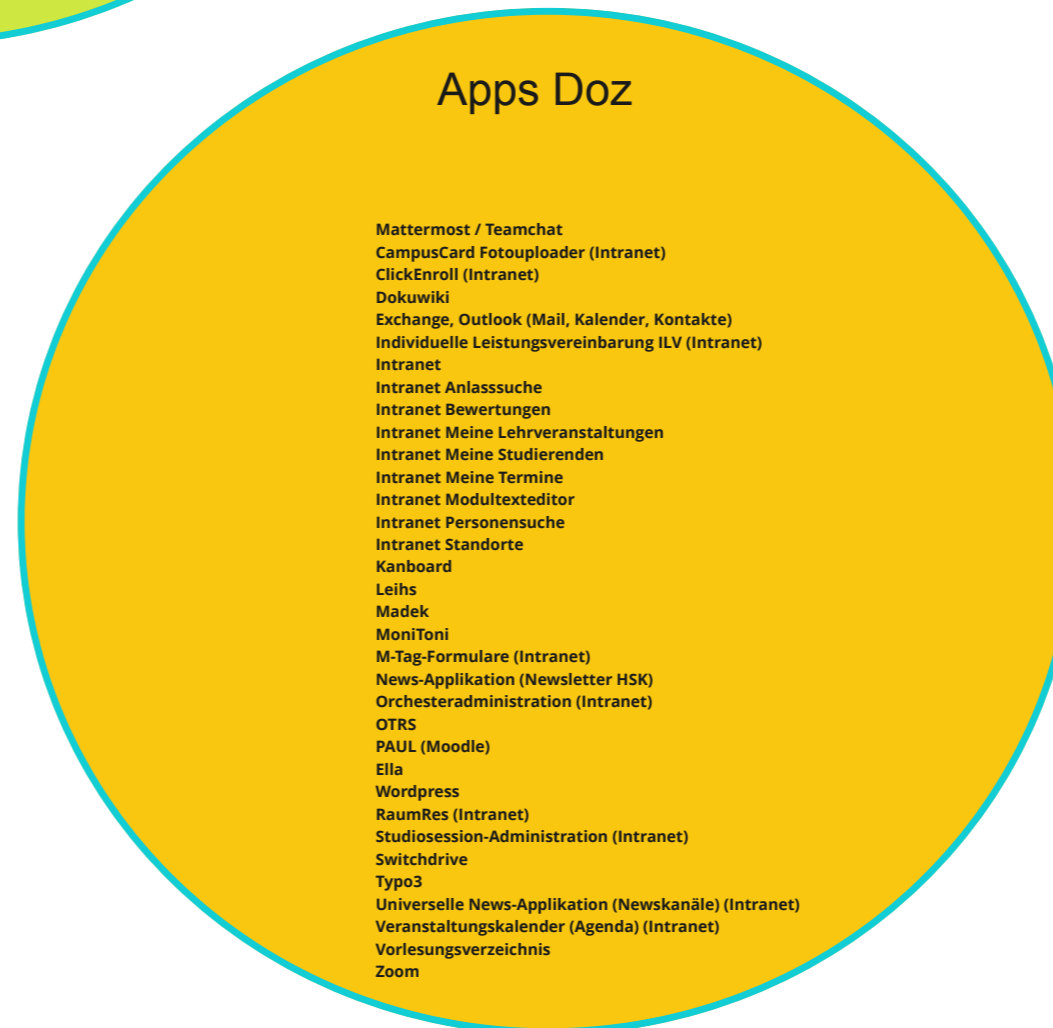 Apps Doz
Mattermost / Teamchat
CampusCard Fotouploader (Intranet)
ClickEnroll (Intranet)
Dokuwiki
Exchange, Outlook (Mail, Kalender, Kontakte)
Individuelle Leistungsvereinbarung ILV (Intranet)
Intranet
Intranet Anlasssuche
Intranet Bewertungen
Intranet Meine Lehrveranstaltungen
Intranet Meine Studierenden
Intranet Meine Termine
Intranet Modultexteditor
Intranet Personensuche
Intranet Standorte
Kanboard
Leihs
Madek
MoniToni
M-Tag-Formulare (Intranet)
News-Applikation (Newsletter HSK)
Orchesteradministration (Intranet)
OTRS
PAUL (Moodle)
Ella
Wordpress
RaumRes (Intranet)
Studiosession-Administration (Intranet)
Switchdrive
Typo3
Universelle News-Applikation (Newskanäle) (Intranet)
Veranstaltungskalender (Agenda) (Intranet)
Vorlesungsverzeichnis
Zoom